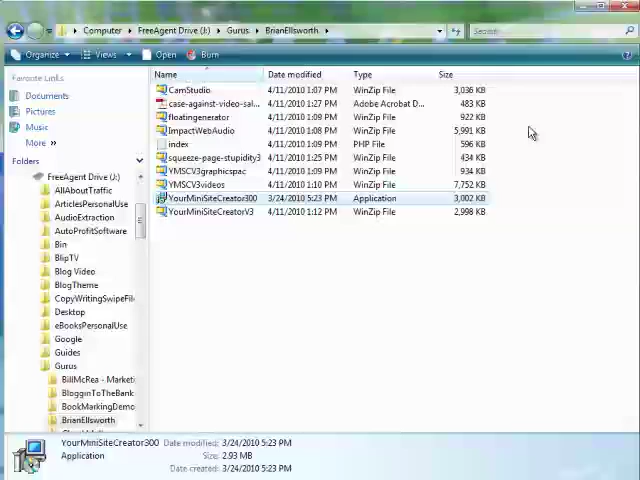 Computer FreeAgent Drive (J:) Gurus BrianEllsworth Search
Organize Views Open Burn
Favorite Links
Documents
Pictures
Music
More »
Folders
FreeAgent Drive (J:)
AllAboutTraffic
ArticlesPersonalUse
AudioExtraction
AutoProfitSoftware
Bin
BlipTV
Blog Video
BlogTheme
CopyWritingSwipeFile
Desktop
eBooksPersonalUse
Google
Guides
Gurus
BillMcRea - Marketi
BlogginToTheBank
BookMarkingDemo
BrianEllsworth
Name Date modified Type Size
CamStudio 4/11/2010 1:07 PM WinZip File 3,036 KB
case-against-video-sal... 4/11/2010 1:27 PM Adobe Acrobat D... 483 KB
floatingenerator 4/11/2010 1:09 PM WinZip File 922 KB
ImpactWebAudio 4/11/2010 1:08 PM WinZip File 5,991 KB
index 4/11/2010 1:09 PM PHP File 596 KB
squeeze-page-stupidity3 4/11/2010 1:25 PM WinZip File 434 KB
YMSCV3graphicspac 4/11/2010 1:09 PM WinZip File 934 KB
YMSCV3videos 4/11/2010 1:10 PM WinZip File 7,752 KB
YourMiniSiteCreator300 3/24/2010 5:23 PM Application 3,002 KB
YourMiniSiteCreatorV3 4/11/2010 1:12 PM WinZip File 2,998 KB
YourMiniSiteCreator300 Date modified: 3/24/2010 5:23 PM
Application Size: 2.93 MB
Date created: 3/24/2010 5:23 PM